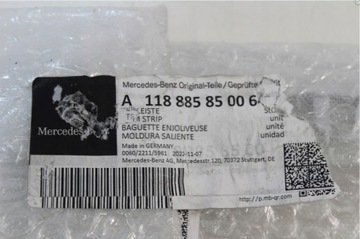 Mercedes-Benz Original-Teile/Geprüfte
A 118 885 85 00 64
STRIP
unit
BAGUETTE ENJOLIVEUSE
unité
MOLDURA SALIENTE
unidad
Made in GERMANY
0060/2211/5961 2022-11-07
Mercedes-Benz AG, Mercedesstr.120, 70372 Stuttgart, DE
Mercedes-Benz
http://p.mb-qr.com/